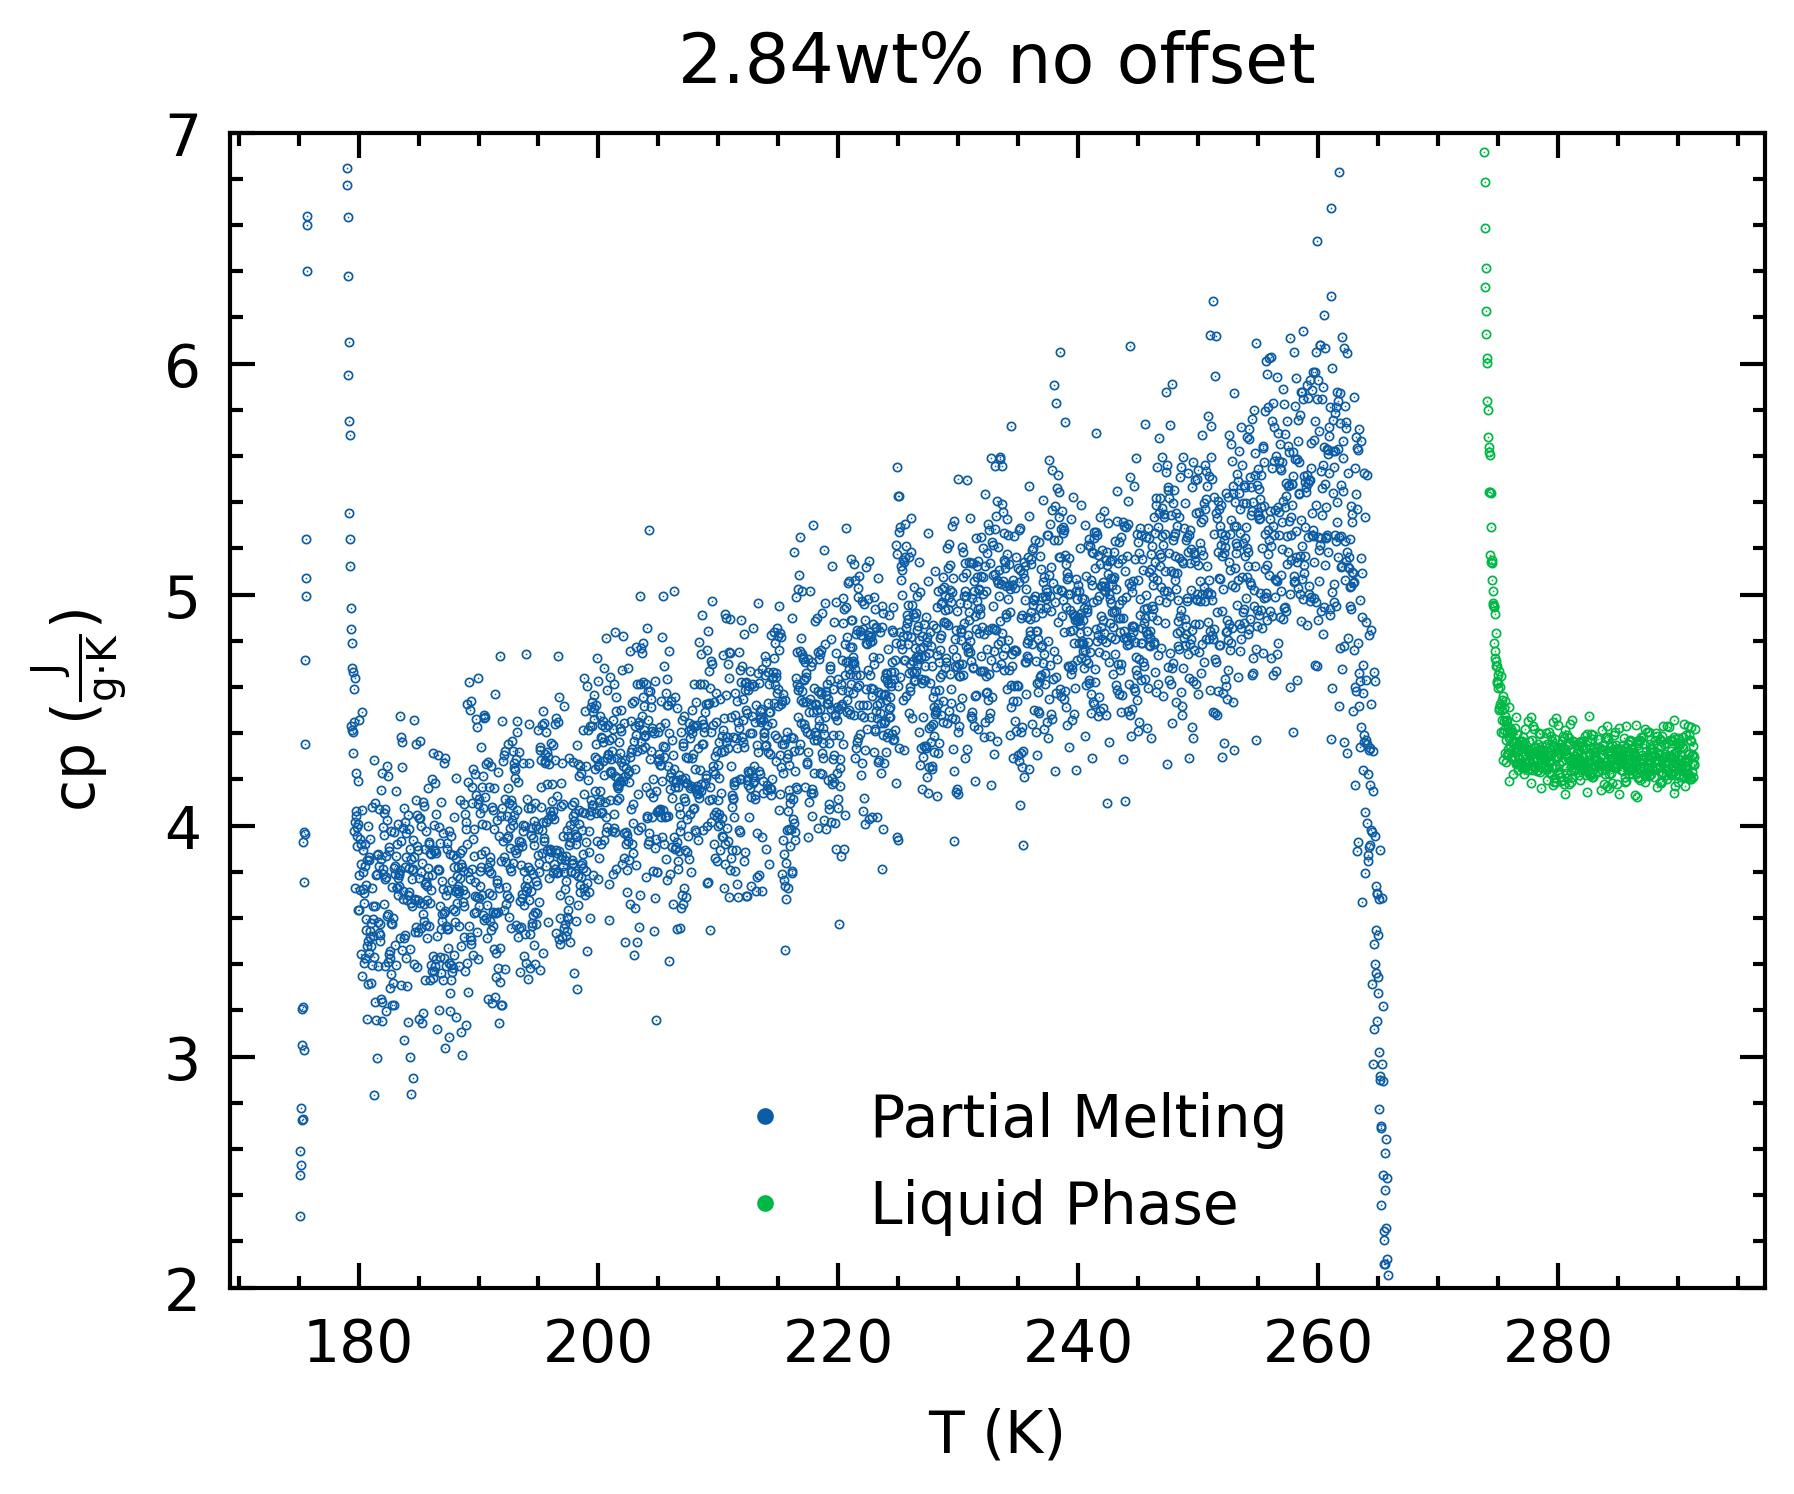 2.84wt% no offset
7
6
5
4
3
2
cp (J/g·K)
Partial Melting
Liquid Phase
180 200 220 240 260 280
T (K)